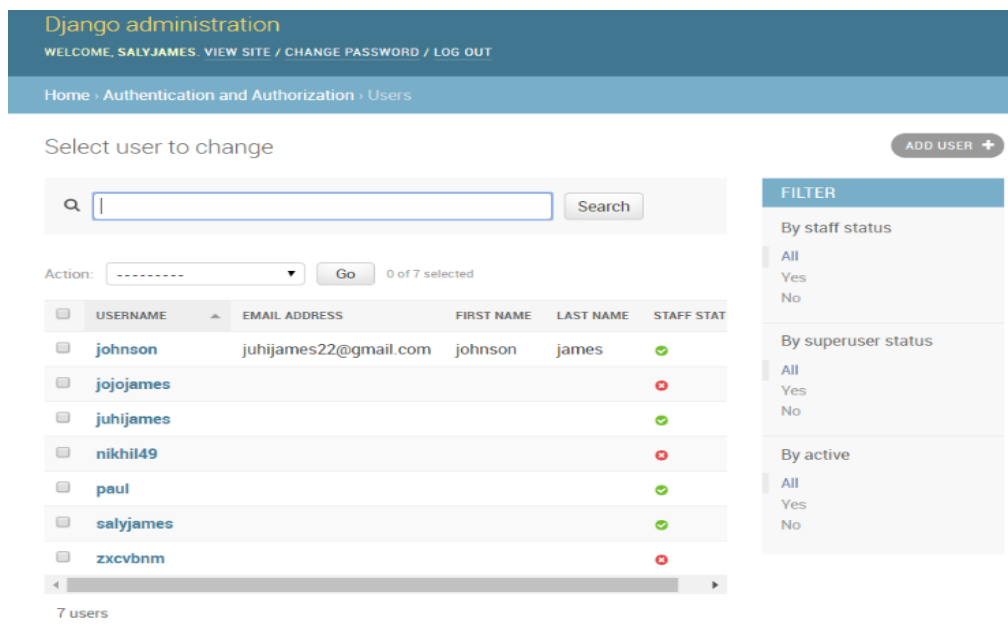 Django administration
WELCOME, SALYJAMES. VIEW SITE / CHANGE PASSWORD / LOG OUT
Home › Authentication and Authorization › Users
Select user to change
ADD USER +
Search
Action: --------- Go 0 of 7 selected
USERNAME EMAIL ADDRESS FIRST NAME LAST NAME STAFF STAT
johnson juhijames22@gmail.com johnson james
jojojames
juhijames
nikhil49
paul
salyjames
zxcvbnm
7 users
FILTER
By staff status
All
Yes
No
By superuser status
All
Yes
No
By active
All
Yes
No